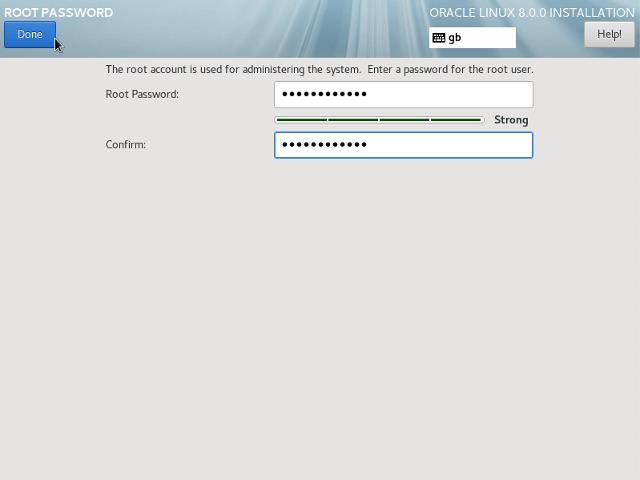 ROOT PASSWORD
ORACLE LINUX 8.0.0 INSTALLATION
Done
gb
Help!
The root account is used for administering the system. Enter a password for the root user.
Root Password:
••••••••••••
Strong
Confirm:
••••••••••••